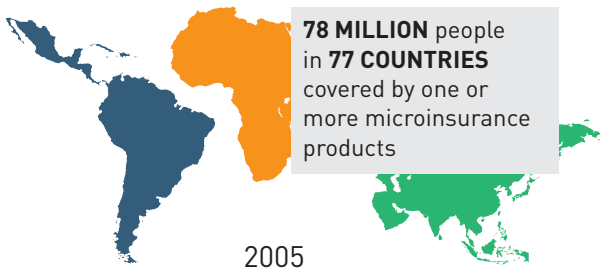 78 MILLION people
in 77 COUNTRIES
covered by one or
more microinsurance
products
2005